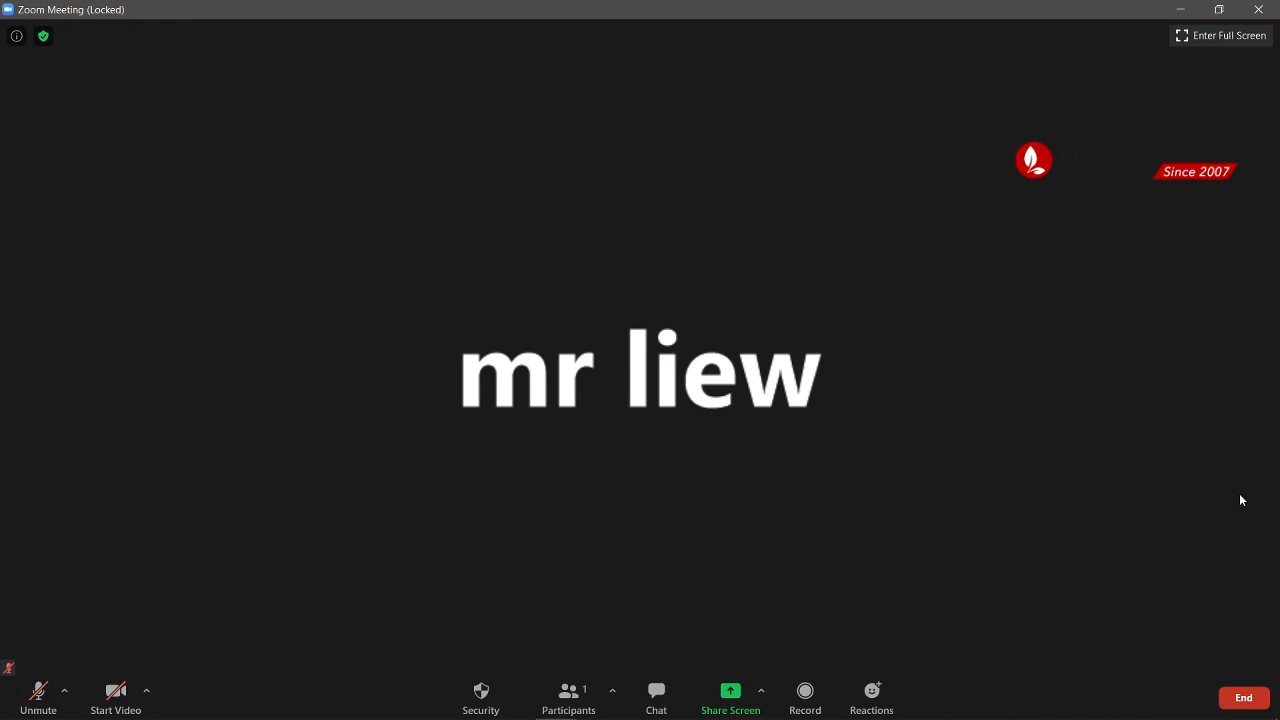 Zoom Meeting (Locked)
Enter Full Screen
Since 2007
mr liew
Unmute
Start Video
Security
Participants
1
Chat
Share Screen
Record
Reactions
End